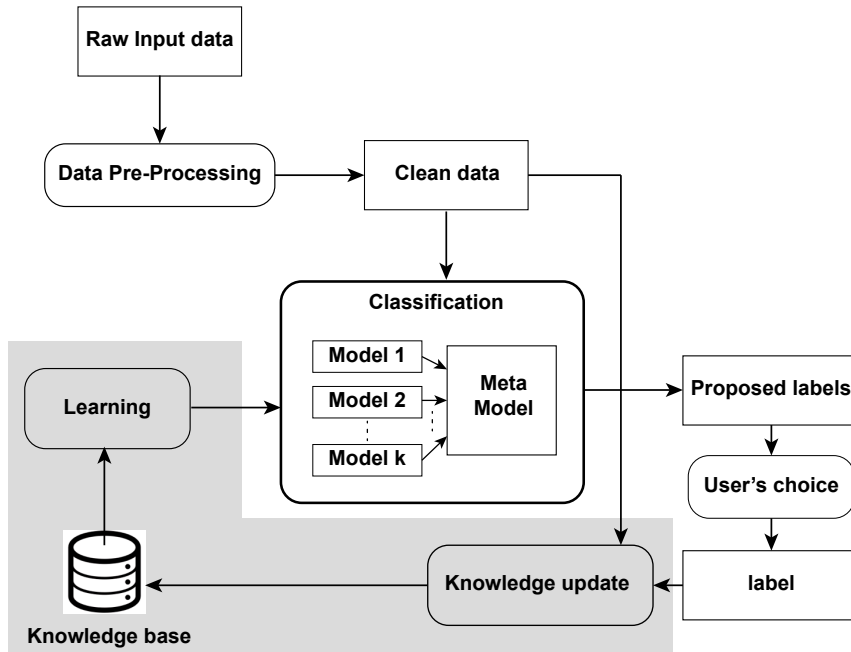 Raw Input data
Data Pre-Processing
Clean data
Classification
Model 1
Model 2
Model k
Meta
Model
Learning
Proposed labels
User's choice
label
Knowledge update
Knowledge base